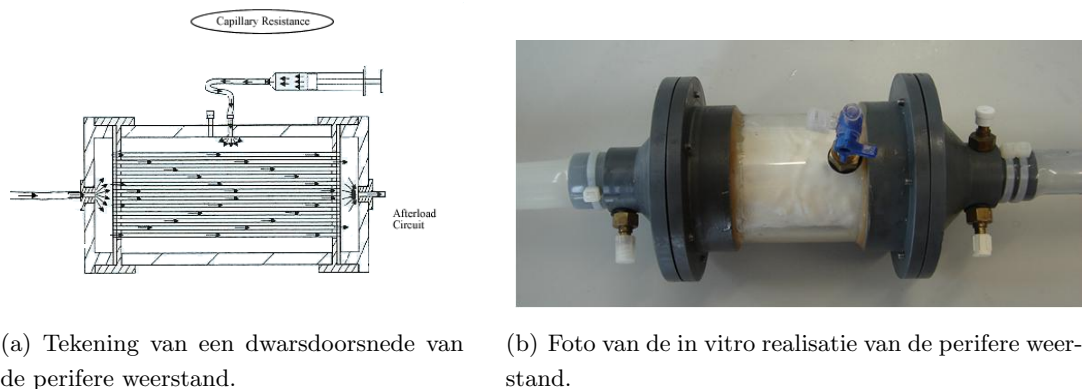 Capillary Resistance
Afterload
Circuit
(a) Tekening van een dwarsdoorsnede van
de perifere weerstand.
(b) Foto van de in vitro realisatie van de perifere weer-
stand.